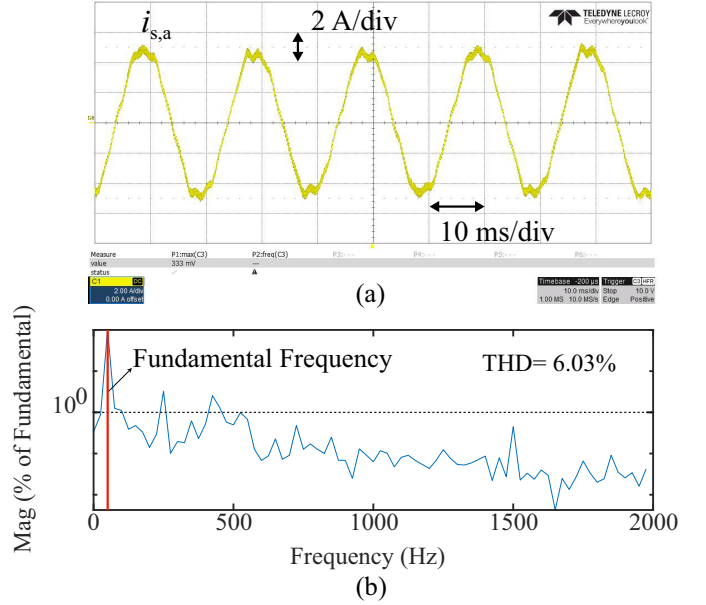 i_s,a
2 A/div
TELEDYNE LECROY
Everywhereyoulook™
10 ms/div
Measure P1:max(C3) P2:freq(C3) P3:- - - P4:- - - P5:- - - P6:- - -
value 333 mV ---
status
C1 DC
2.00 A/div
0.00 A offset
Timebase -200 µs
10.0 ms/div
1.00 MS 10.0 MS/s
Trigger C3 HFR
Stop 10.0 V
Edge Positive
(a)
Mag (% of Fundamental)
10^0
Fundamental Frequency
THD= 6.03%
0 500 1000 1500 2000
Frequency (Hz)
(b)